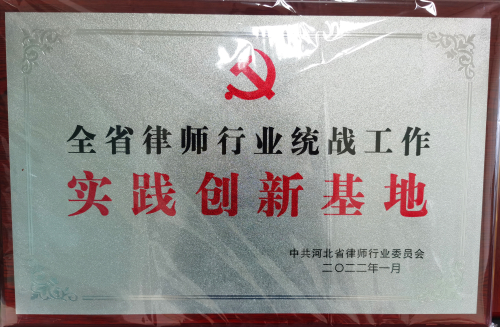 全省律师行业统战工作
实践创新基地
中共河北省律师行业委员会
二〇二二年一月